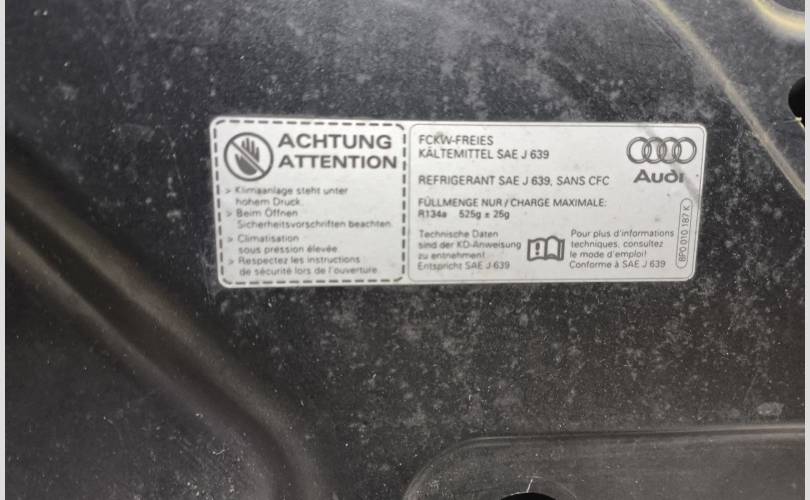 ACHTUNG
ATTENTION
> Klimaanlage steht unter
hohem Druck.
> Beim Öffnen
Sicherheitsvorschriften beachten.
> Climatisation
sous pression élevée.
> Respectez les instructions
de sécurité lors de l'ouverture.
FCKW-FREIES
KÄLTEMITTEL SAE J 639
REFRIGERANT SAE J 639, SANS CFC
FÜLLMENGE NUR / CHARGE MAXIMALE:
R134a 525g ± 25g
Technische Daten
sind der KD-Anweisung
zu entnehmen!
Entspricht SAE J 639
Pour plus d'informations
techniques, consultez
le mode d'emploi!
Conforme à SAE J 639
Audi
8P0 010 187 K